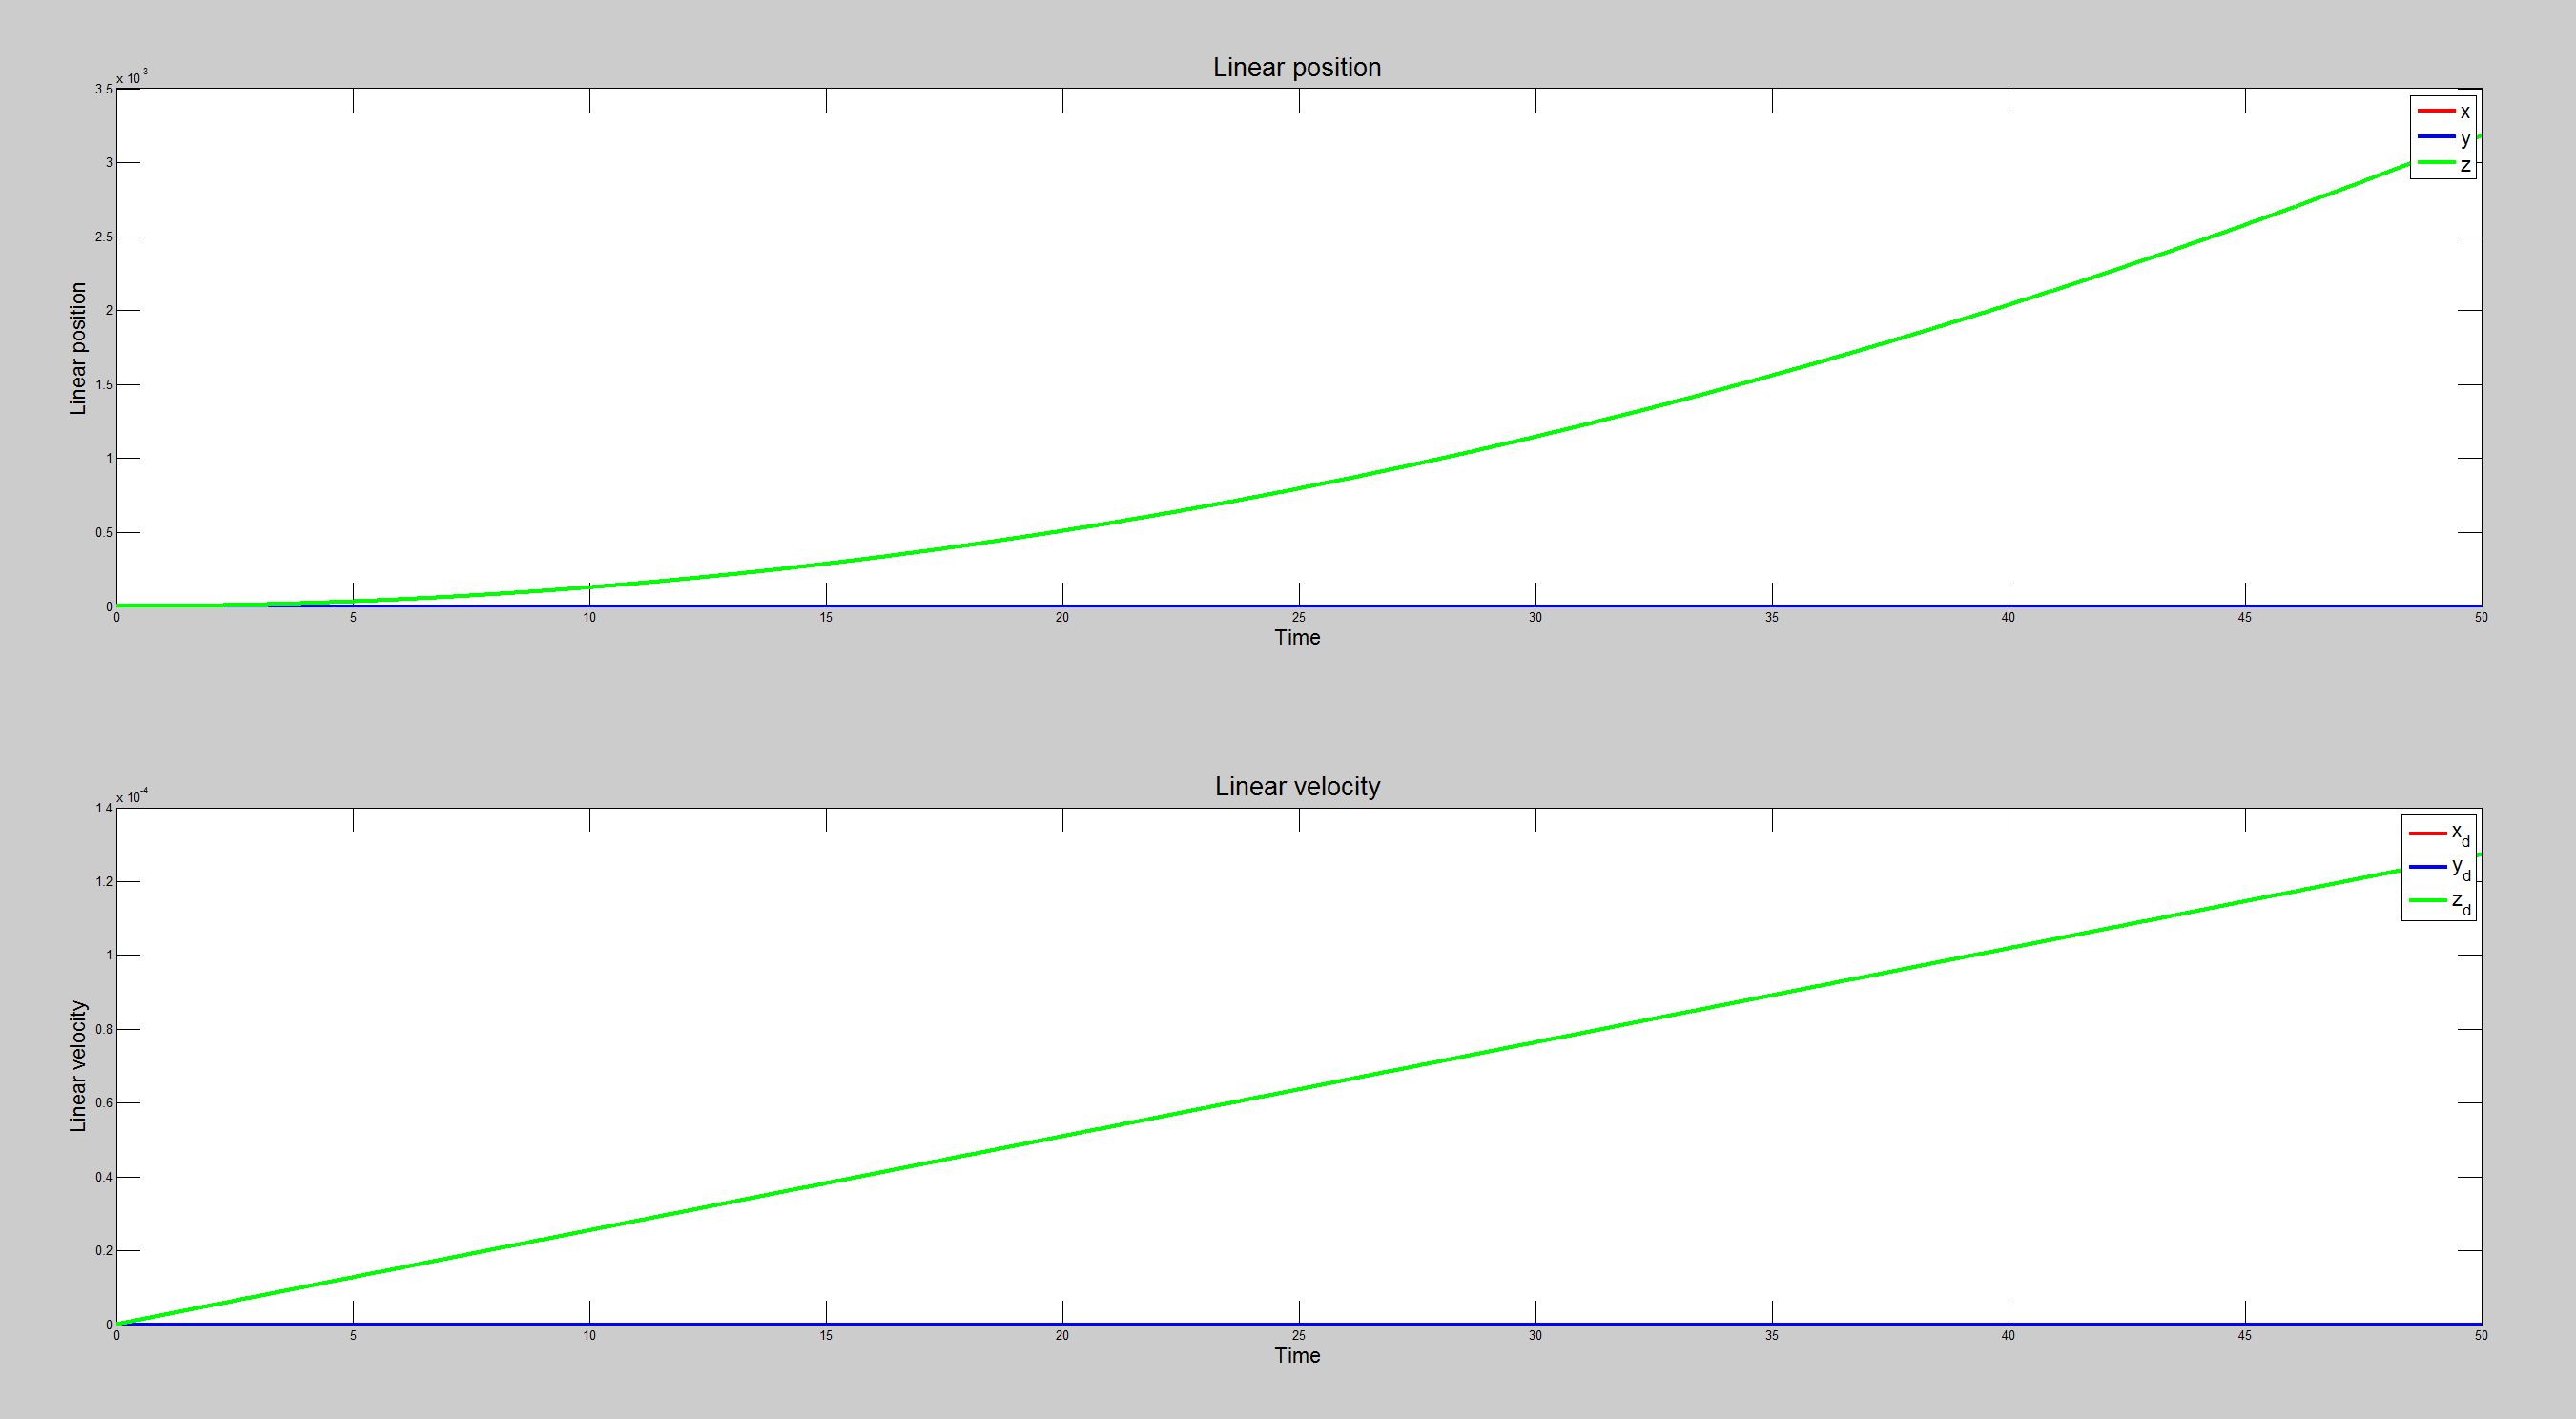 Linear position
x 10^-3
3.5
3
2.5
2
1.5
1
0.5
0
Linear position
x
y
z
0 5 10 15 20 25 30 35 40 45 50
Time
Linear velocity
x 10^-4
1.4
1.2
1
0.8
0.6
0.4
0.2
0
Linear velocity
x_d
y_d
z_d
0 5 10 15 20 25 30 35 40 45 50
Time